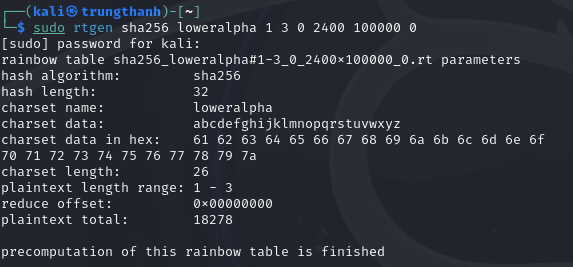 ┌──(kali㉿trungthanh)-[~]
└─$ sudo rtgen sha256 loweralpha 1 3 0 2400 100000 0
[sudo] password for kali:
rainbow table sha256_loweralpha#1-3_0_2400×100000_0.rt parameters
hash algorithm: sha256
hash length: 32
charset name: loweralpha
charset data: abcdefghijklmnopqrstuvwxyz
charset data in hex: 61 62 63 64 65 66 67 68 69 6a 6b 6c 6d 6e 6f
70 71 72 73 74 75 76 77 78 79 7a
charset length: 26
plaintext length range: 1 - 3
reduce offset: 0×00000000
plaintext total: 18278

precomputation of this rainbow table is finished